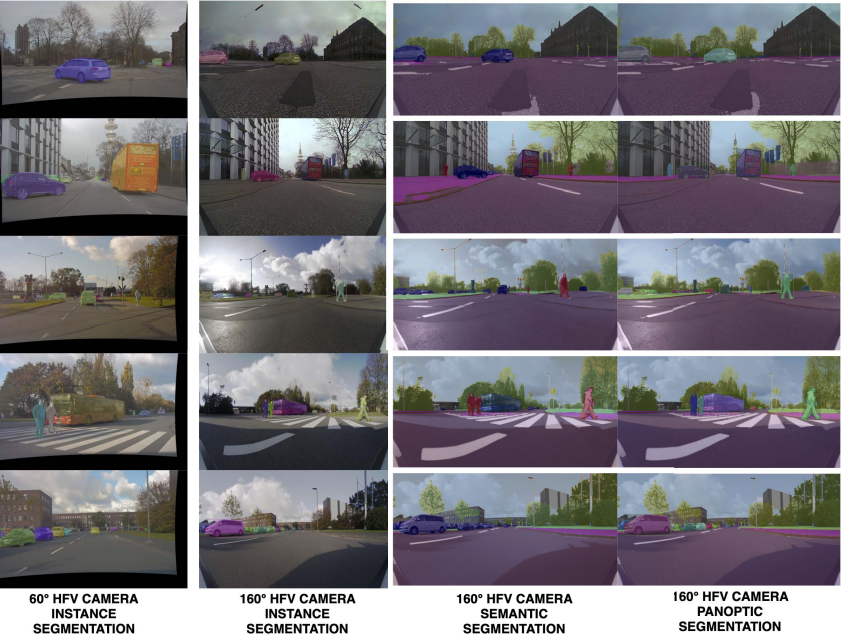 60° HFV CAMERA
INSTANCE
SEGMENTATION
160° HFV CAMERA
INSTANCE
SEGMENTATION
160° HFV CAMERA
SEMANTIC
SEGMENTATION
160° HFV CAMERA
PANOPTIC
SEGMENTATION